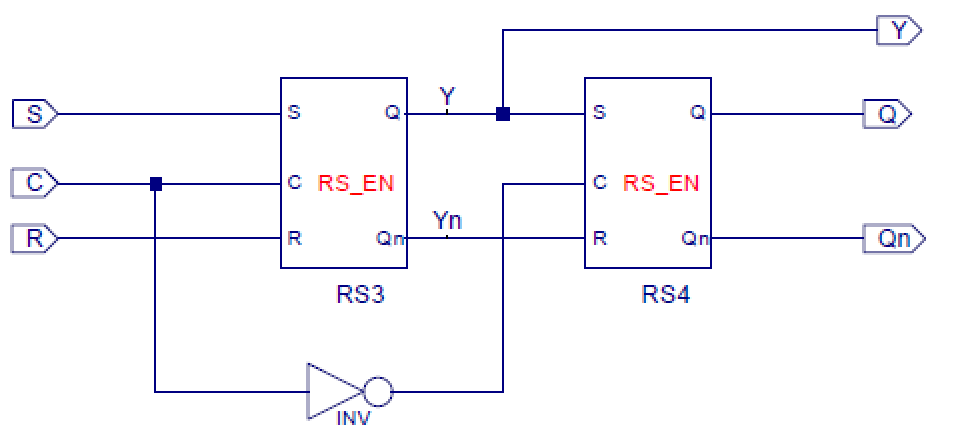 Y
S
S
Q
Y
S
Q
Q
C
C
RS_EN
C
RS_EN
R
R
Qn
Yn
R
Qn
Qn
RS3
RS4
INV